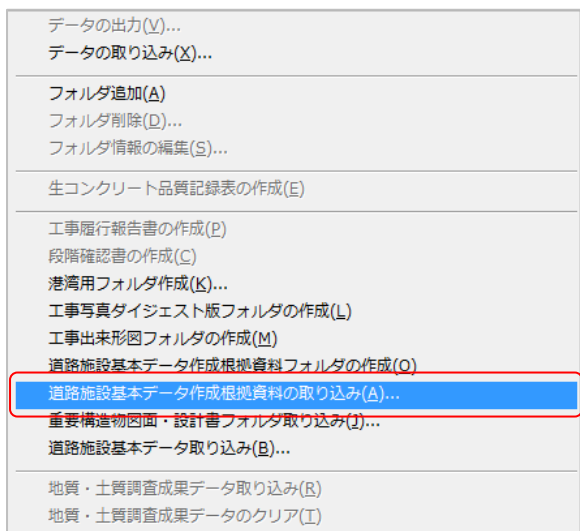 データの出力(V)...
データの取り込み(X)...
フォルダ追加(A)
フォルダ削除(D)...
フォルダ情報の編集(S)...
生コンクリート品質記録表の作成(E)
工事履行報告書の作成(P)
段階確認書の作成(C)
港湾用フォルダ作成(K)...
工事写真ダイジェスト版フォルダの作成(L)
工事出来形図フォルダの作成(M)
道路施設基本データ作成根拠資料フォルダの作成(O)
道路施設基本データ作成根拠資料の取り込み(A)...
重要構造物図面・設計書フォルダ取り込み(J)...
道路施設基本データ取り込み(B)...
地質・土質調査成果データ取り込み(R)
地質・土質調査成果データのクリア(T)